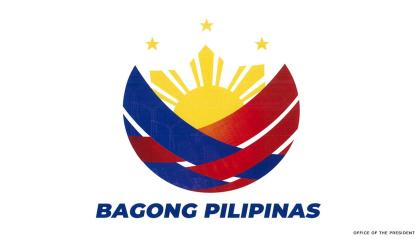 BAGONG PILIPINAS
OFFICE OF THE PRESIDENT